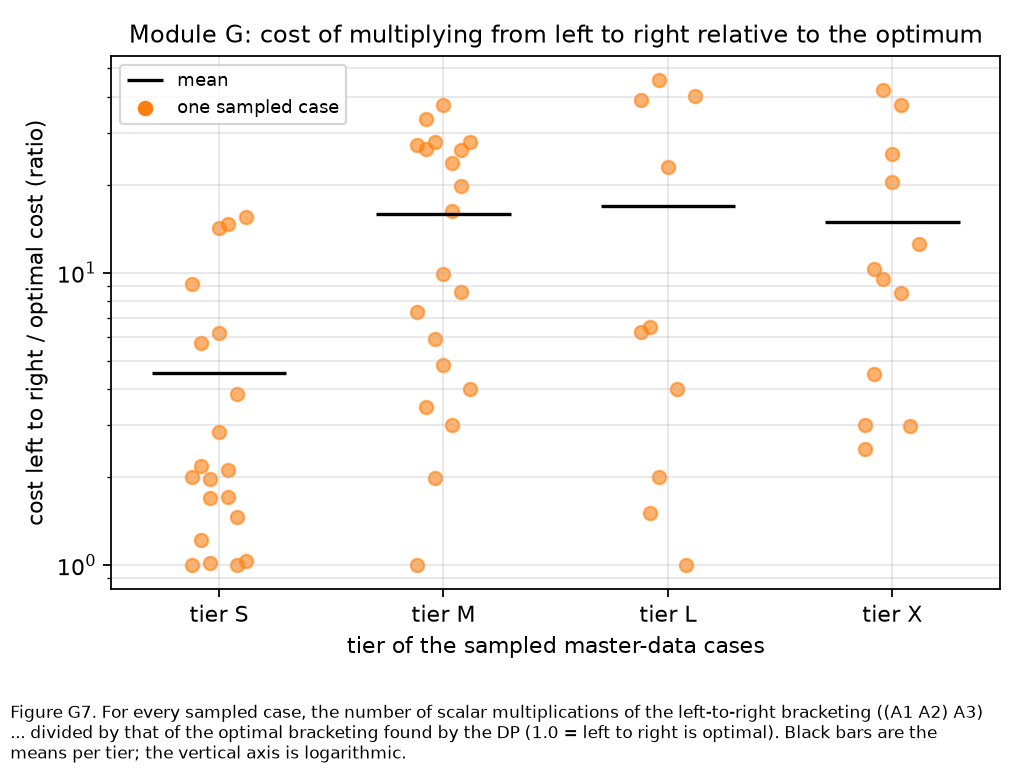 Module G: cost of multiplying from left to right relative to the optimum
mean
one sampled case
cost left to right / optimal cost (ratio)
10¹
10⁰
tier S
tier M
tier L
tier X
tier of the sampled master-data cases
Figure G7. For every sampled case, the number of scalar multiplications of the left-to-right bracketing ((A1 A2) A3)
... divided by that of the optimal bracketing found by the DP (1.0 = left to right is optimal). Black bars are the
means per tier; the vertical axis is logarithmic.